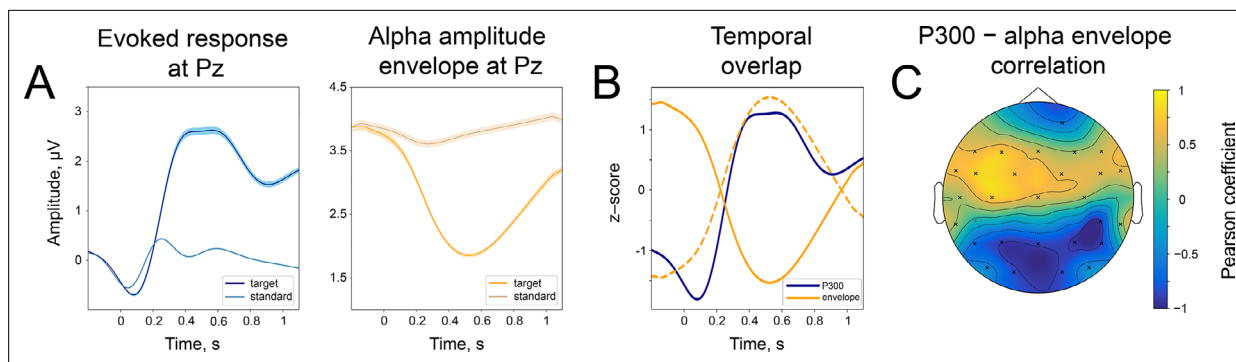 A
Evoked response
at Pz
Amplitude, μV
3
2
1
0
0 0.2 0.4 0.6 0.8 1
Time, s
target
standard
Alpha amplitude
envelope at Pz
4.5
3.5
2.5
1.5
0 0.2 0.4 0.6 0.8 1
Time, s
target
standard
B
Temporal
overlap
z−score
1
0
-1
0 0.2 0.4 0.6 0.8 1
Time, s
P300
envelope
C
P300 − alpha envelope
correlation
1
0.5
0
−0.5
−1
Pearson coefficient